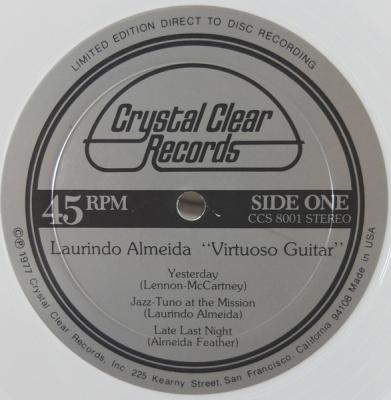 LIMITED EDITION DIRECT TO DISC RECORDING
Crystal Clear
Records
45 RPM
SIDE ONE
CCS 8001 STEREO
Laurindo Almeida "Virtuoso Guitar"
Yesterday
(Lennon-McCartney)
Jazz-Tuno at the Mission
(Laurindo Almeida)
Late Last Night
(Almeida-Feather)
© ℗ 1977 Crystal Clear Records, Inc. 225 Kearny Street, San Francisco, California 94108 Made in USA